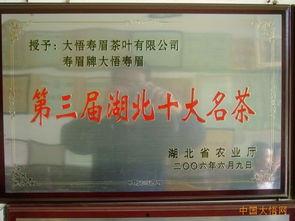 授予：大悟寿眉茶叶有限公司
寿眉牌大悟寿眉
第三届湖北十大名茶
湖北省农业厅
二〇〇六年六月九日
中国大悟网